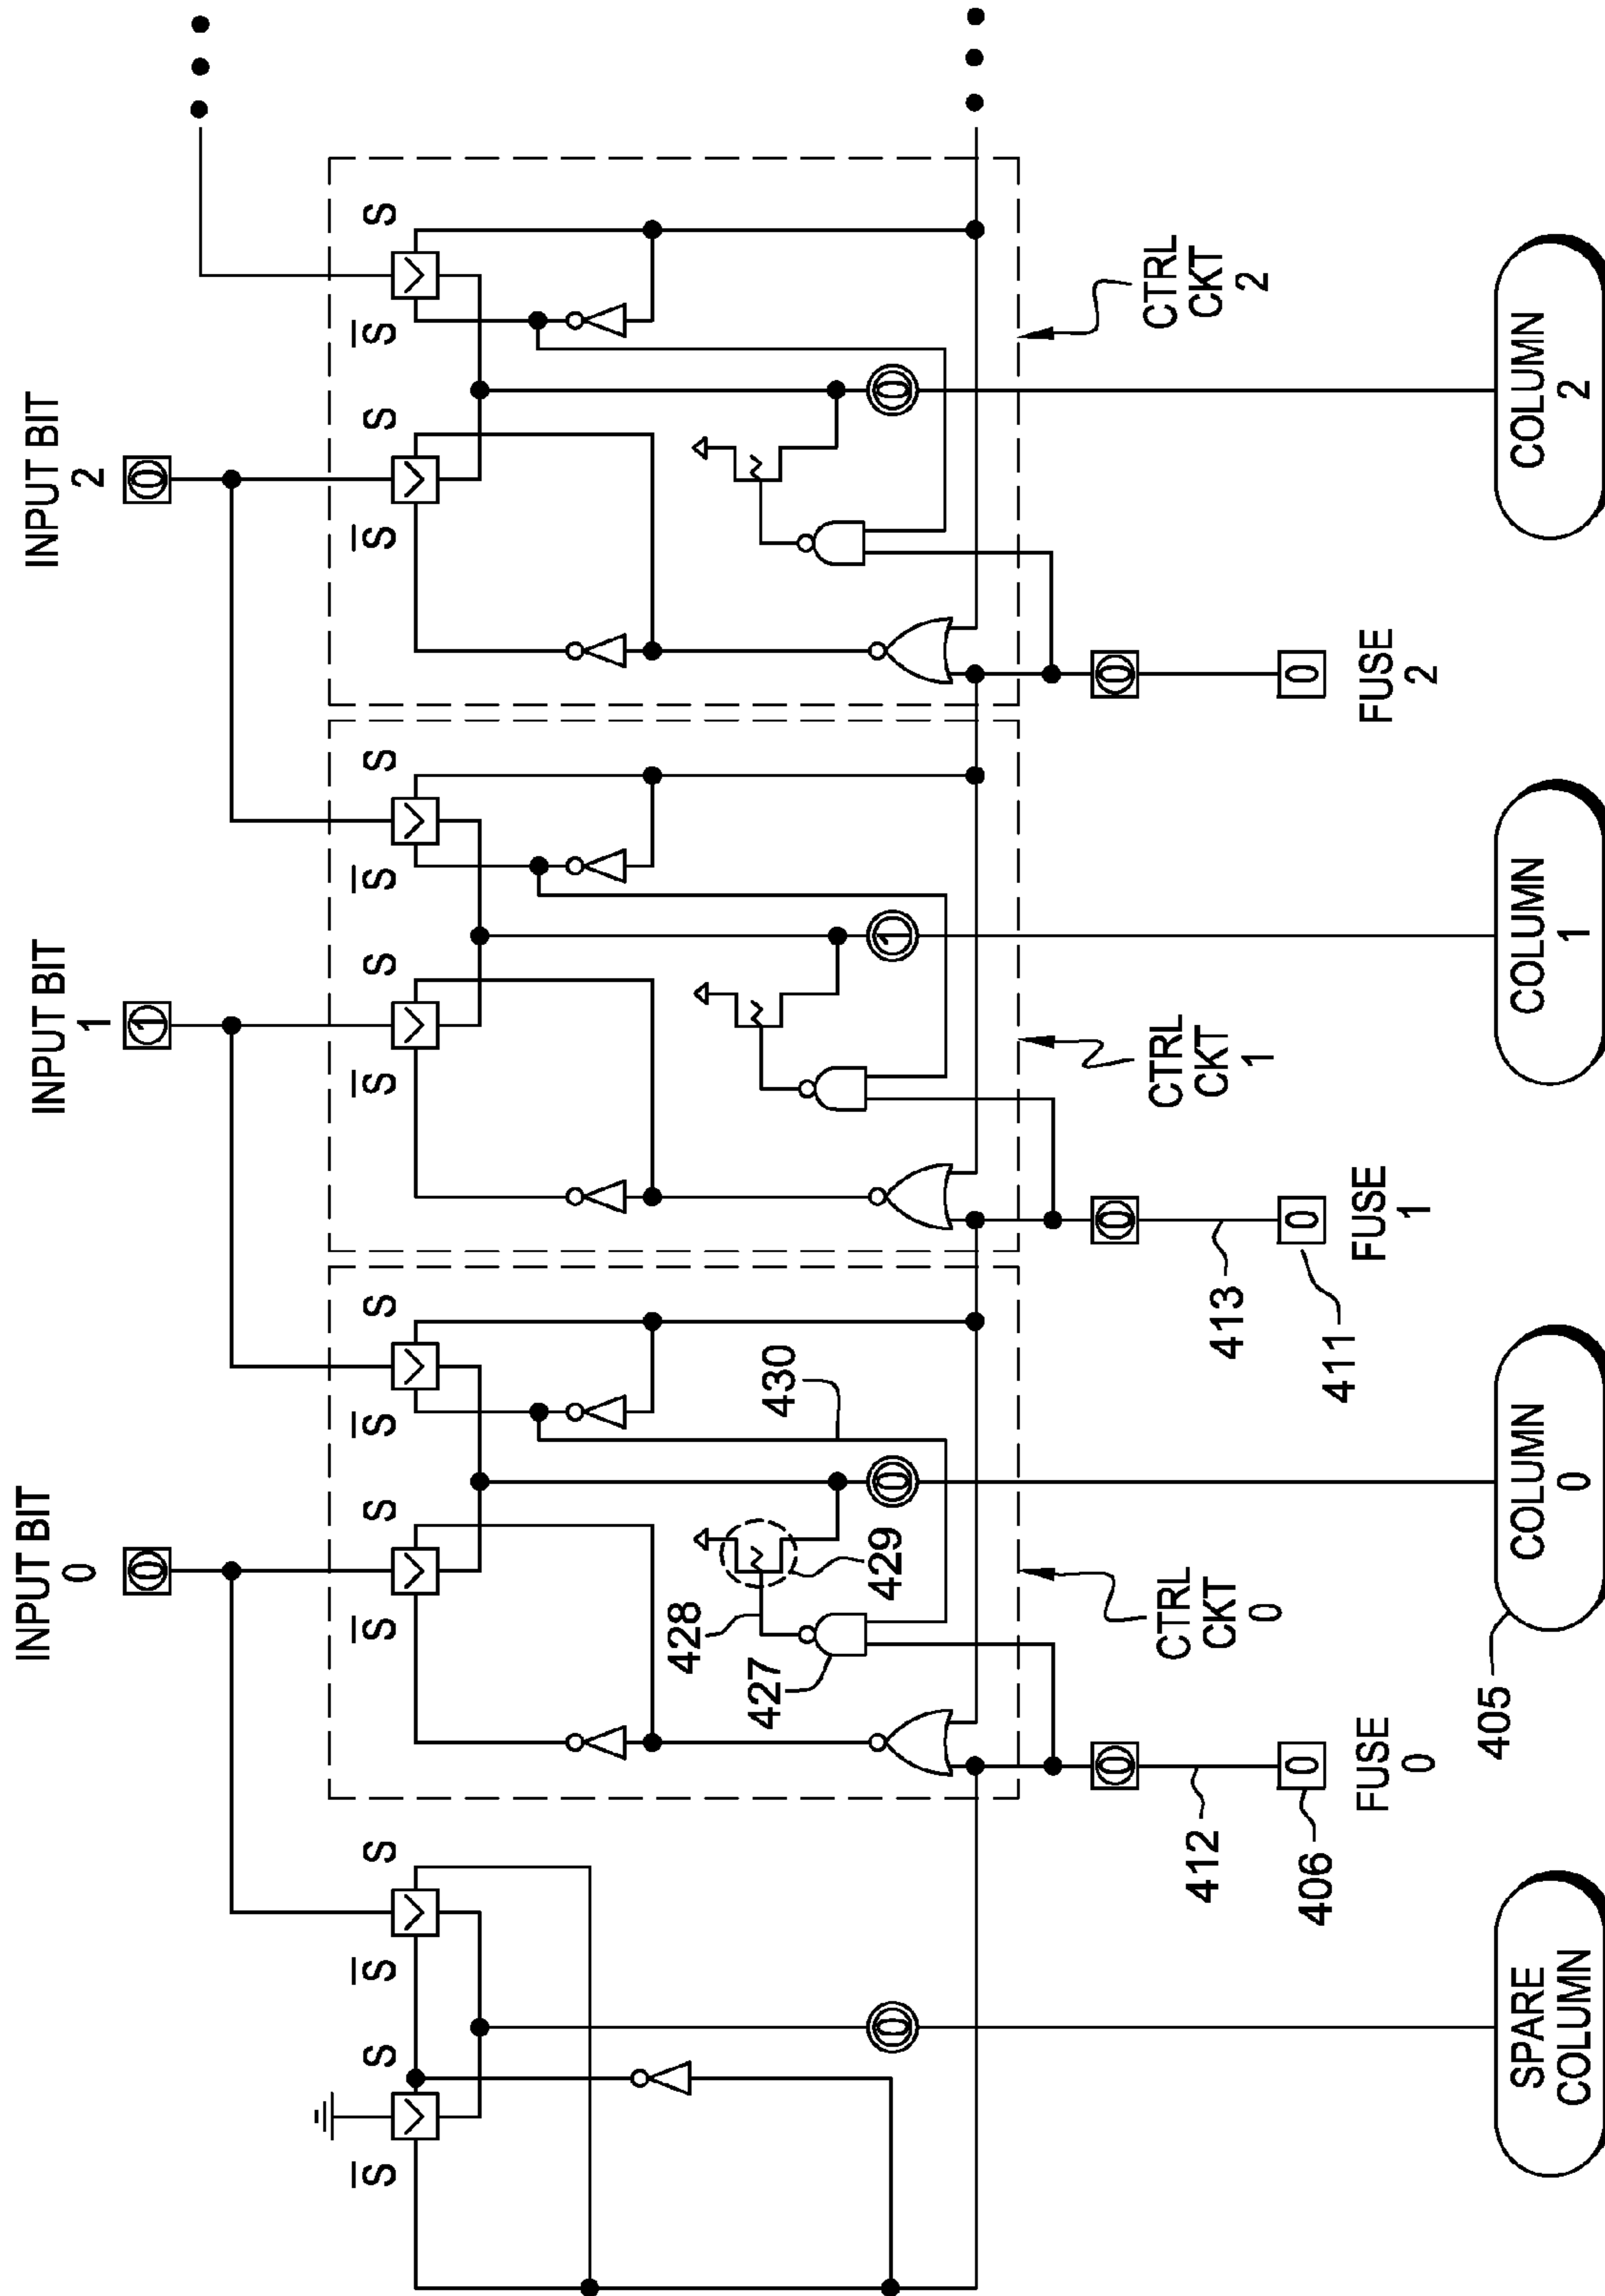 INPUT BIT
0
INPUT BIT
1
INPUT BIT
2
0
1
0
S̅ S S̅ S
S̅ S S̅ S
S̅ S S̅ S
S̅ S S̅ S
428
427
430
429
0
0
1
0
0
0
0
CTRL
CKT
0
CTRL
CKT
1
CTRL
CKT
2
412
413
406
0
411
0
0
FUSE
0
FUSE
1
FUSE
2
405
SPARE
COLUMN
COLUMN
0
COLUMN
1
COLUMN
2